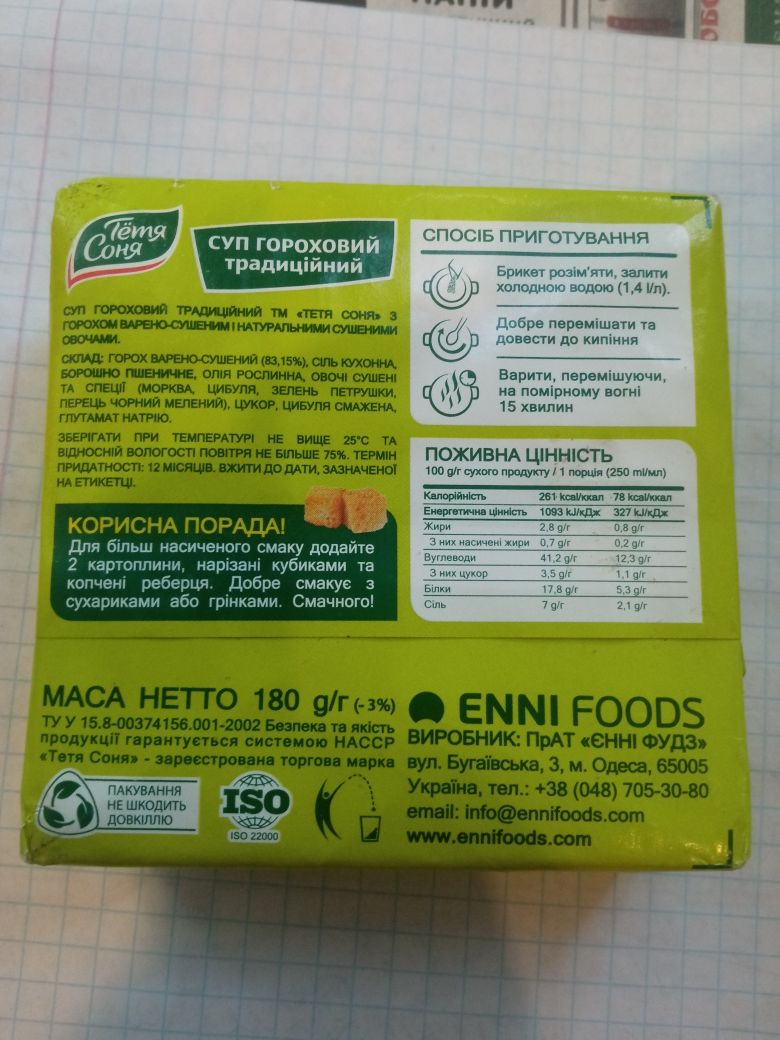 Тётя
Соня
СУП ГОРОХОВИЙ
традиційний
СУП ГОРОХОВИЙ ТРАДИЦІЙНИЙ ТМ «ТЕТЯ СОНЯ» З
ГОРОХОМ ВАРЕНО-СУШЕНИМ І НАТУРАЛЬНИМИ СУШЕНИМИ
ОВОЧАМИ.
СКЛАД: ГОРОХ ВАРЕНО-СУШЕНИЙ (83,15%), СІЛЬ КУХОННА,
БОРОШНО ПШЕНИЧНЕ, ОЛІЯ РОСЛИННА, ОВОЧІ СУШЕНІ
ТА СПЕЦІЇ (МОРКВА, ЦИБУЛЯ, ЗЕЛЕНЬ ПЕТРУШКИ,
ПЕРЕЦЬ ЧОРНИЙ МЕЛЕНИЙ), ЦУКОР, ЦИБУЛЯ СМАЖЕНА,
ГЛУТАМАТ НАТРІЮ.
ЗБЕРІГАТИ ПРИ ТЕМПЕРАТУРІ НЕ ВИЩЕ 25°С ТА
ВІДНОСНІЙ ВОЛОГОСТІ ПОВІТРЯ НЕ БІЛЬШЕ 75%. ТЕРМІН
ПРИДАТНОСТІ: 12 МІСЯЦІВ. ВЖИТИ ДО ДАТИ, ЗАЗНАЧЕНОЇ
НА ЕТИКЕТЦІ.
КОРИСНА ПОРАДА!
Для більш насиченого смаку додайте
2 картоплини, нарізані кубиками та
копчені реберця. Добре смакує з
сухариками або грінками. Смачного!
СПОСІБ ПРИГОТУВАННЯ
Брикет розім'яти, залити
холодною водою (1,4 l/л).
Добре перемішати та
довести до кипіння
Варити, перемішуючи,
на помірному вогні
15 хвилин
ПОЖИВНА ЦІННІСТЬ
100 g/г сухого продукту / 1 порція (250 ml/мл)
Калорійність 261 kcal/ккал 78 kcal/ккал
Енергетична цінність 1093 kJ/кДж 327 kJ/кДж
Жири 2,8 g/г 0,8 g/г
З них насичені жири 0,7 g/г 0,2 g/г
Вуглеводи 41,2 g/г 12,3 g/г
З них цукор 3,5 g/г 1,1 g/г
Білки 17,8 g/г 5,3 g/г
Сіль 7 g/г 2,1 g/г
МАСА НЕТТО 180 g/г (-3%)
ТУ У 15.8-00374156.001-2002 Безпека та якість
продукції гарантується системою НАССР
«Тетя Соня» - зареєстрована торгова марка
ПАКУВАННЯ
НЕ ШКОДИТЬ
ДОВКІЛЛЮ
ISO
ISO 22000
ENNI FOODS
ВИРОБНИК: ПрАТ «ЄННІ ФУДЗ»
вул. Бугаївська, 3, м. Одеса, 65005
Україна, тел.: +38 (048) 705-30-80
email: info@ennifoods.com
www.ennifoods.com